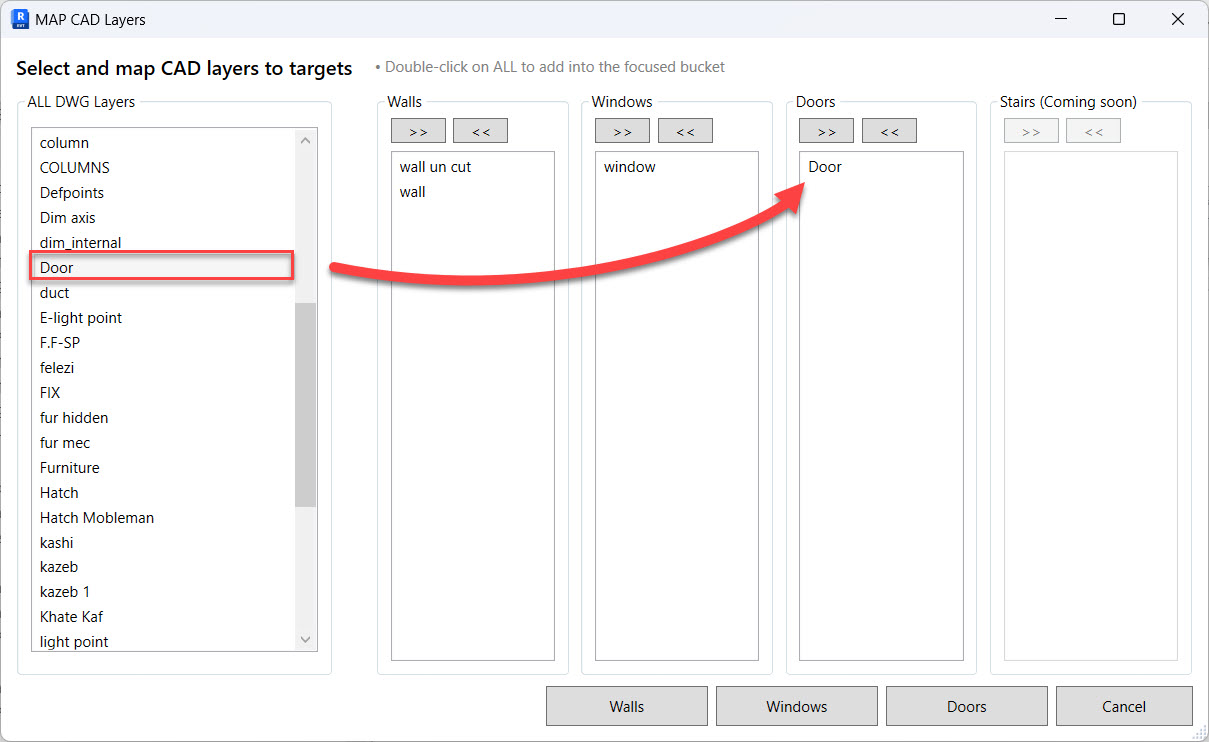 R
RVT
MAP CAD Layers
Select and map CAD layers to targets
• Double-click on ALL to add into the focused bucket
ALL DWG Layers
column
COLUMNS
Defpoints
Dim axis
dim_internal
Door
duct
E-light point
F.F-SP
felezi
FIX
fur hidden
fur mec
Furniture
Hatch
Hatch Mobleman
kashi
kazeb
kazeb 1
Khate Kaf
light point
Walls
>> <<
wall un cut
wall
Windows
>> <<
window
Doors
>> <<
Door
Stairs (Coming soon)
>> <<
Walls
Windows
Doors
Cancel